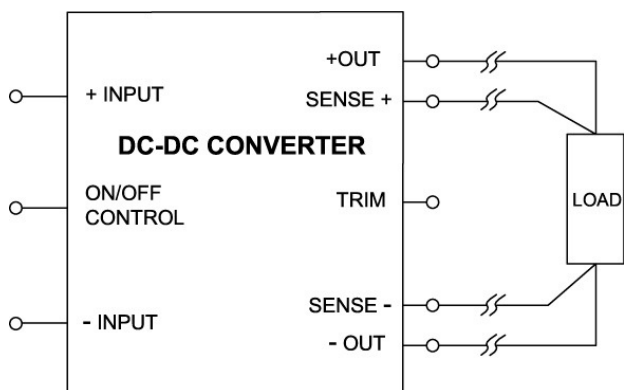 +OUT
+ INPUT
SENSE +
DC-DC CONVERTER
ON/OFF
CONTROL
TRIM
LOAD
SENSE -
- INPUT
- OUT